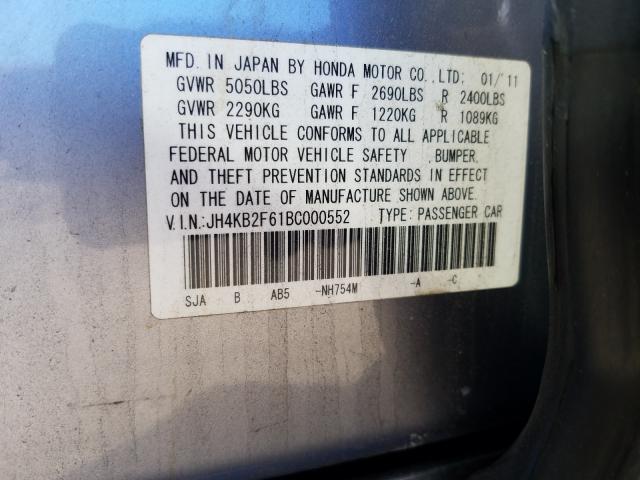 MFD. IN JAPAN BY HONDA MOTOR CO.,LTD: 01/'11
GVWR 5050LBS GAWR F 2690LBS R 2400LBS
GVWR 2290KG GAWR F 1220KG R 1089KG
THIS VEHICLE CONFORMS TO ALL APPLICABLE
FEDERAL MOTOR VEHICLE SAFETY ,BUMPER,
AND THEFT PREVENTION STANDARDS IN EFFECT
ON THE DATE OF MANUFACTURE SHOWN ABOVE.
V.I.N.:JH4KB2F61BC000552 TYPE: PASSENGER CAR
SJA B AB5 -NH754M -A -C